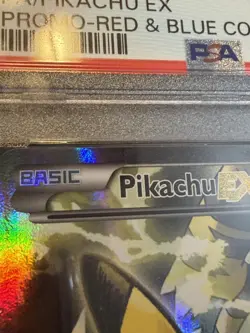 PIKACHU EX
PROMO-RED & BLUE CO
PSA
BASIC Pikachu EX